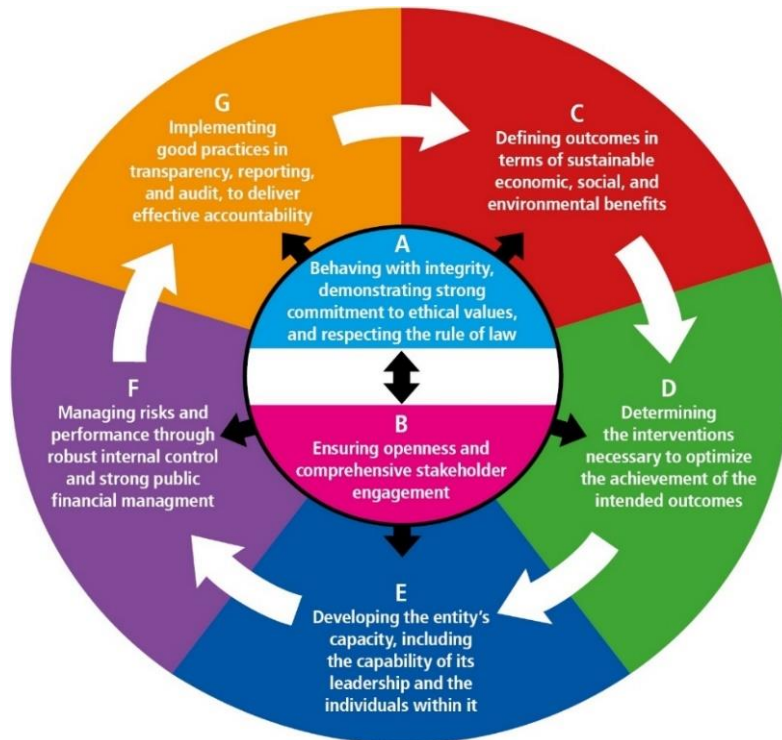 G
Implementing
good practices in
transparency, reporting,
and audit, to deliver
effective accountability
C
Defining outcomes in
terms of sustainable
economic, social, and
environmental benefits
A
Behaving with integrity,
demonstrating strong
commitment to ethical values,
and respecting the rule of law
F
Managing risks and
performance through
robust internal control
and strong public
financial managment
B
Ensuring openness and
comprehensive stakeholder
engagement
D
Determining
the interventions
necessary to optimize
the achievement of the
intended outcomes
E
Developing the entity's
capacity, including
the capability of its
leadership and the
individuals within it